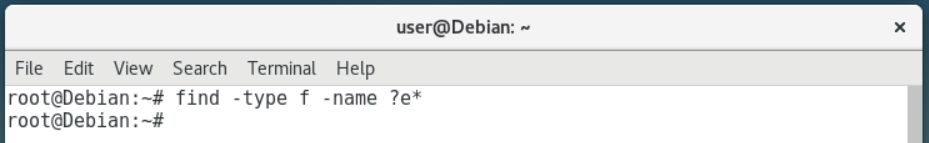 user@Debian: ~
×
File Edit View Search Terminal Help
root@Debian:~# find -type f -name ?e*
root@Debian:~#